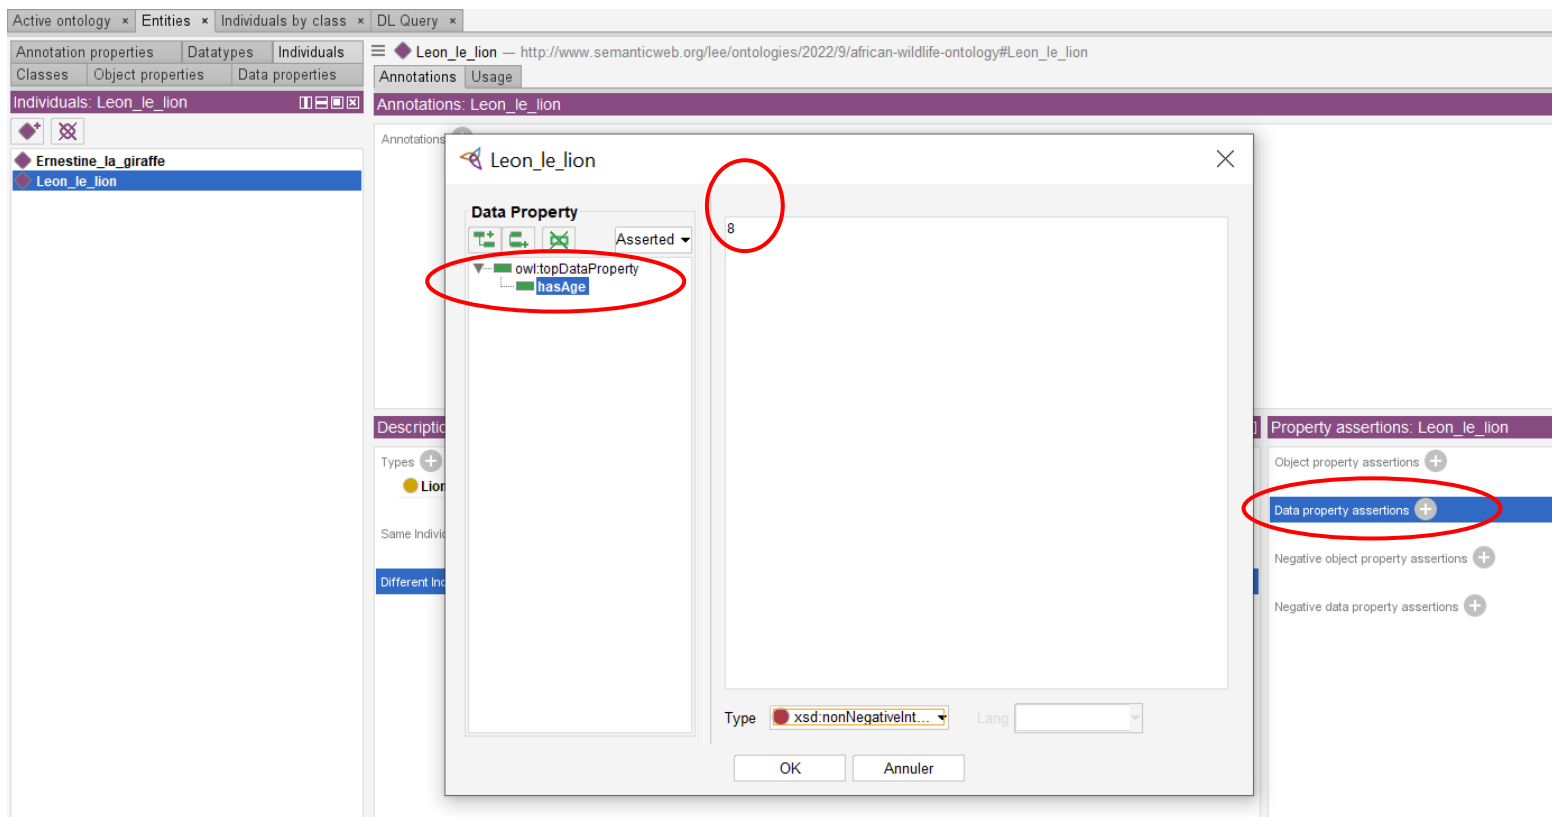 Active ontology × Entities × Individuals by class × DL Query ×
Annotation properties Datatypes Individuals
Classes Object properties Data properties
Individuals: Leon_le_lion
Ernestine_la_giraffe
Leon_le_lion
Leon_le_lion — http://www.semanticweb.org/lee/ontologies/2022/9/african-wildlife-ontology#Leon_le_lion
Annotations Usage
Annotations: Leon_le_lion
Annotations
Leon_le_lion
Data Property
Asserted
owl:topDataProperty
hasAge
8
Type xsd:nonNegativeInt... Lang
OK Annuler
Descriptio
Types
Lion
Same Individ
Different Ind
Property assertions: Leon_le_lion
Object property assertions
Data property assertions
Negative object property assertions
Negative data property assertions